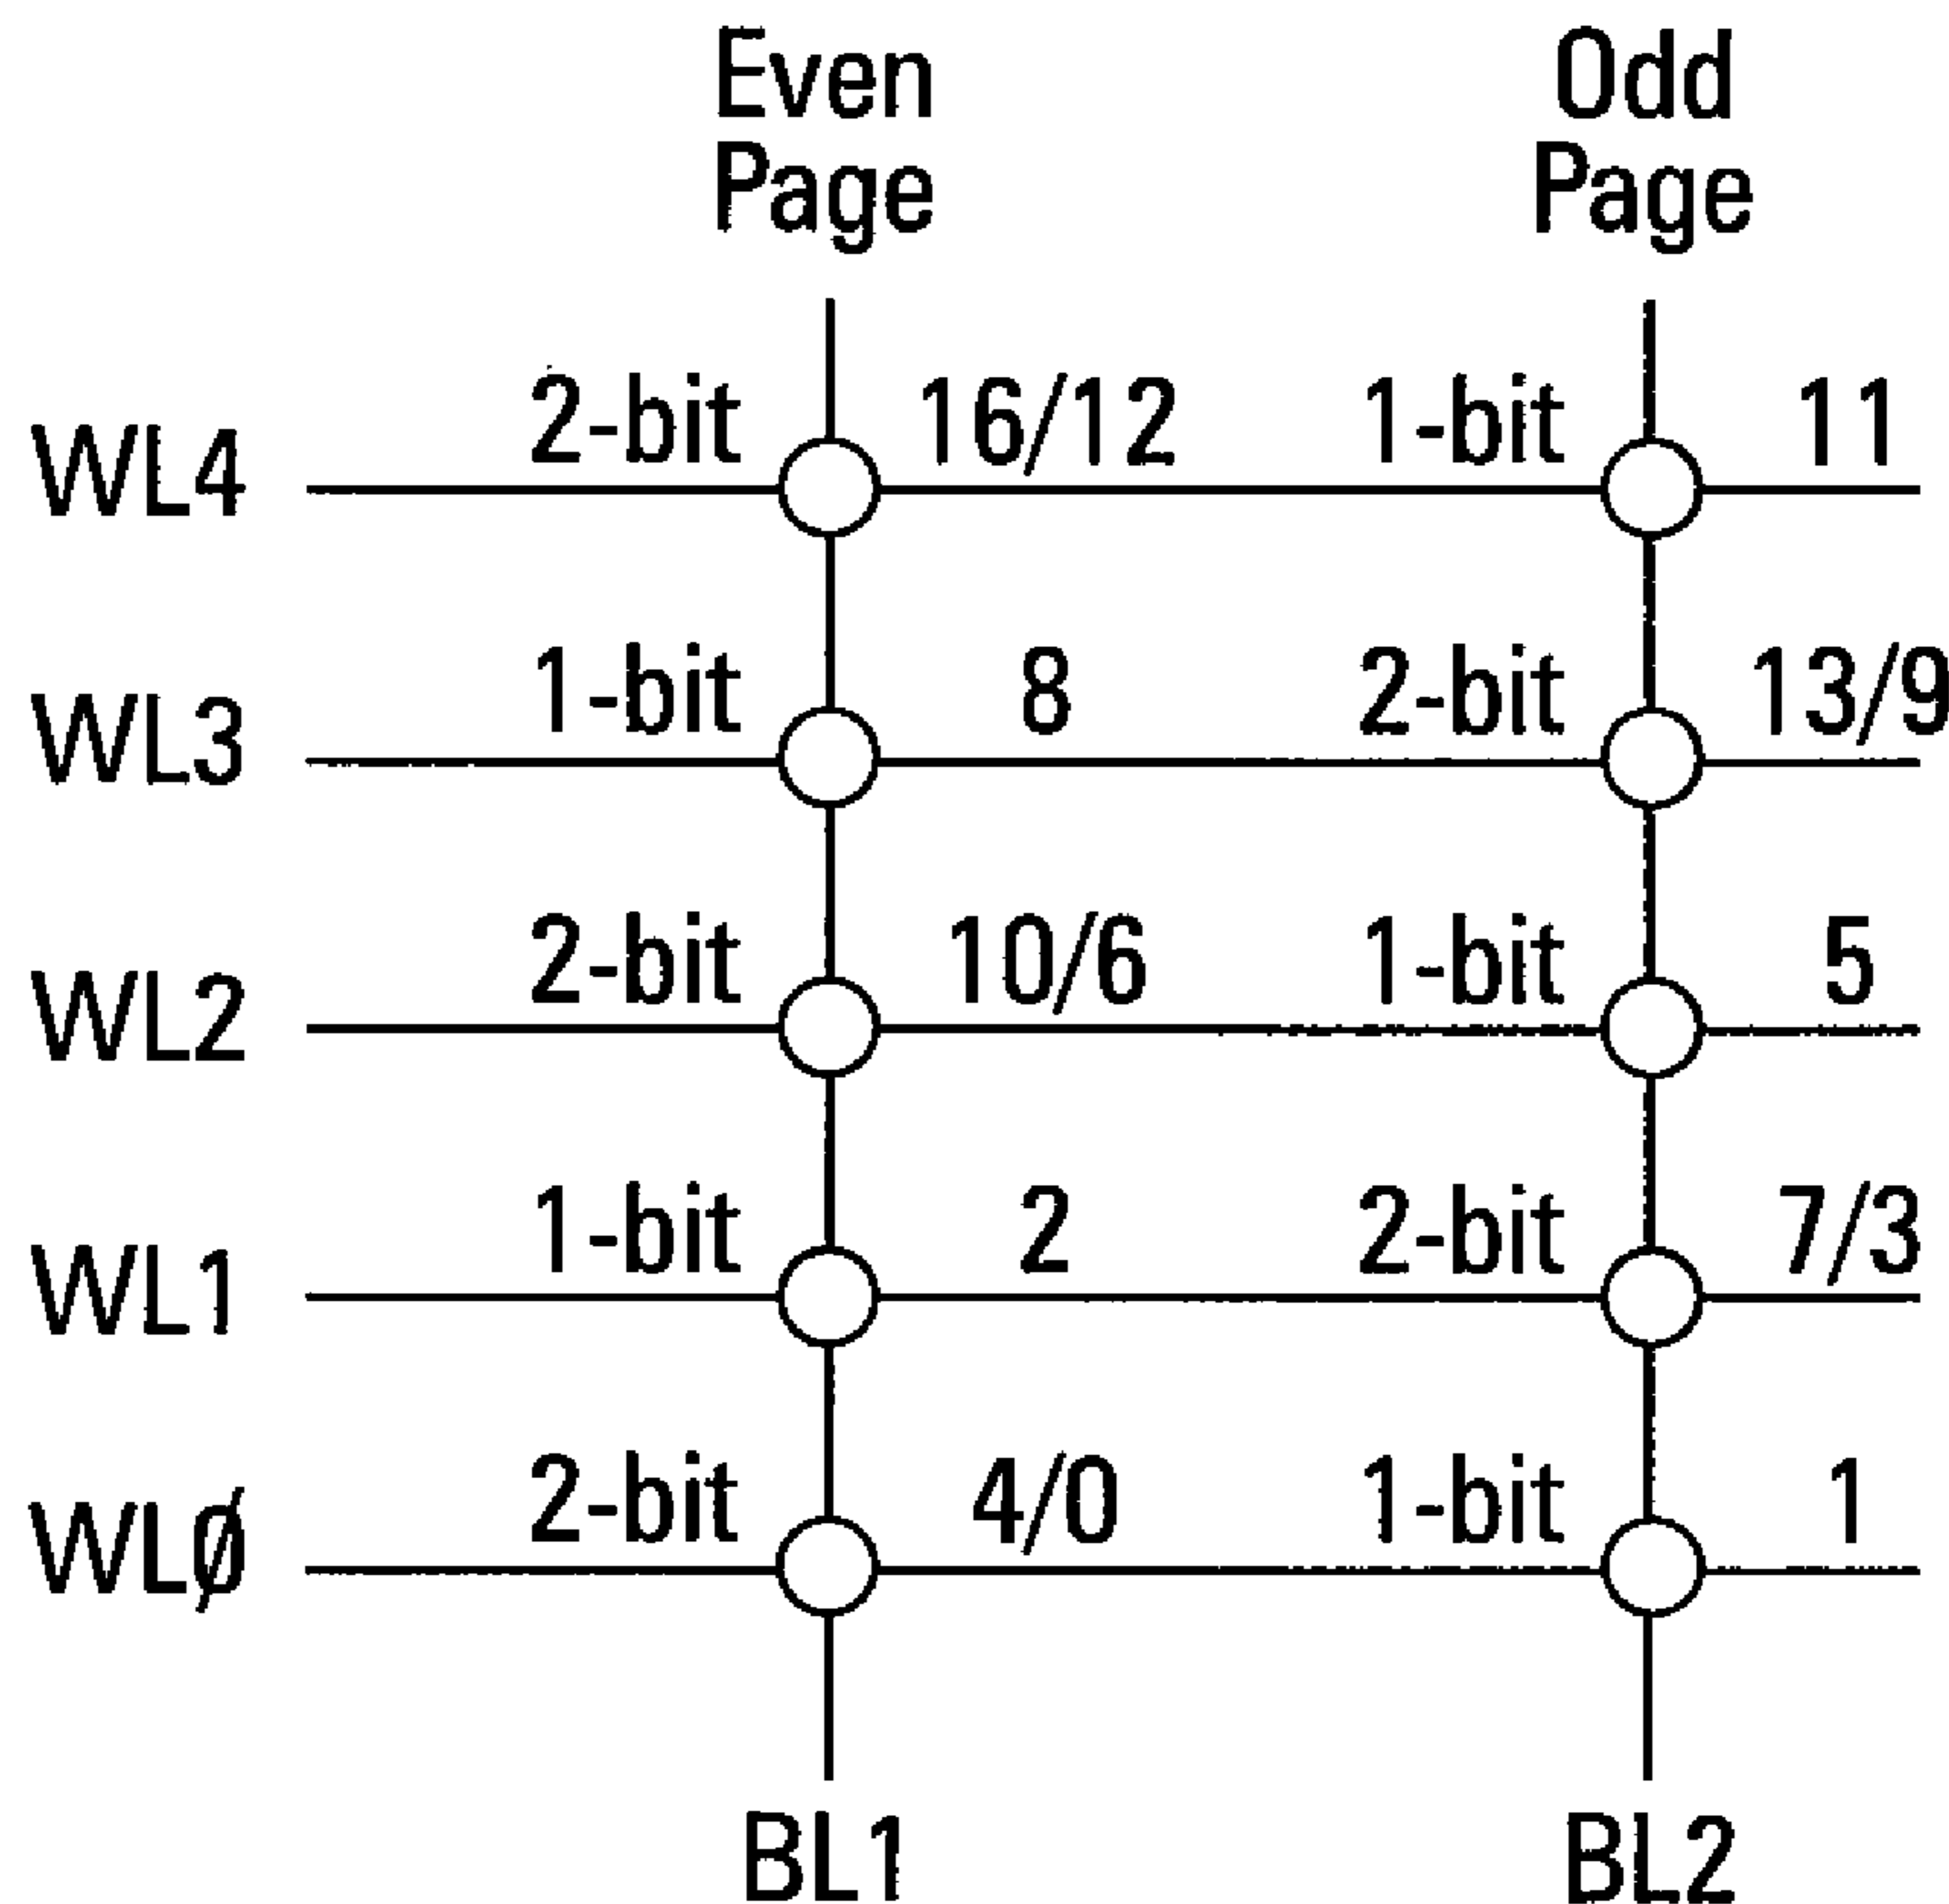 Even Page Odd Page
WL4 2-bit 16/12 1-bit 11
WL3 1-bit 8 2-bit 13/9
WL2 2-bit 10/6 1-bit 5
WL1 1-bit 2 2-bit 7/3
WLØ 2-bit 4/0 1-bit 1
BL1 BL2